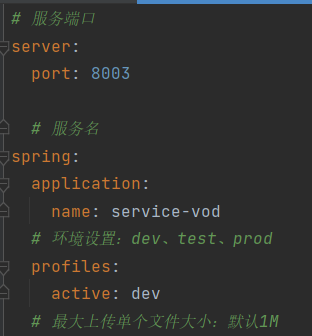 # 服务端口
server:
  port: 8003
  # 服务名
spring:
  application:
    name: service-vod
  # 环境设置：dev、test、prod
  profiles:
    active: dev
  # 最大上传单个文件大小：默认1M